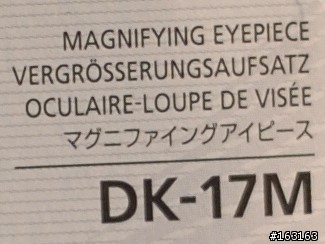 MAGNIFYING EYEPIECE
VERGRÖSSERUNGSAUFSATZ
OCULAIRE-LOUPE DE VISÉE
マグニファイングアイピース
DK-17M
#163163